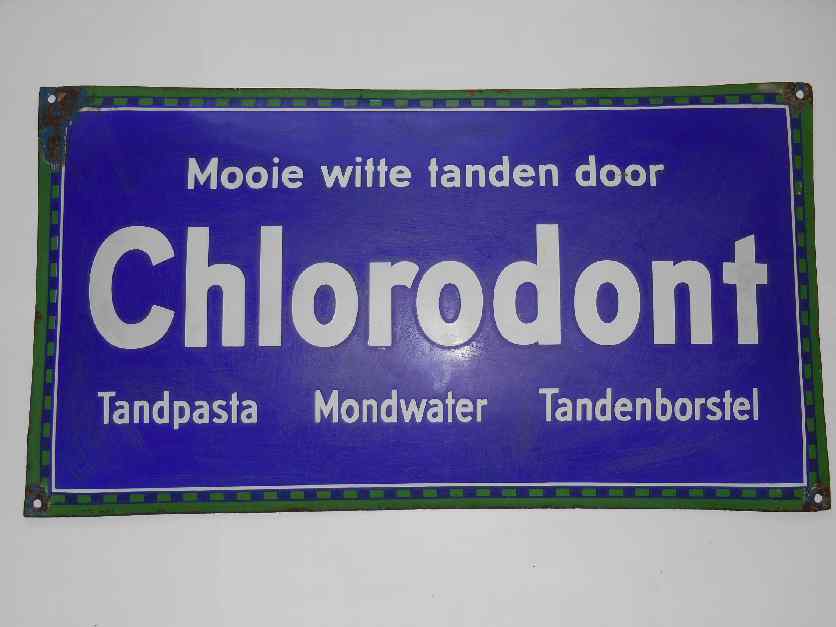 Mooie witte tanden door
Chlorodont
Tandpasta Mondwater Tandenborstel